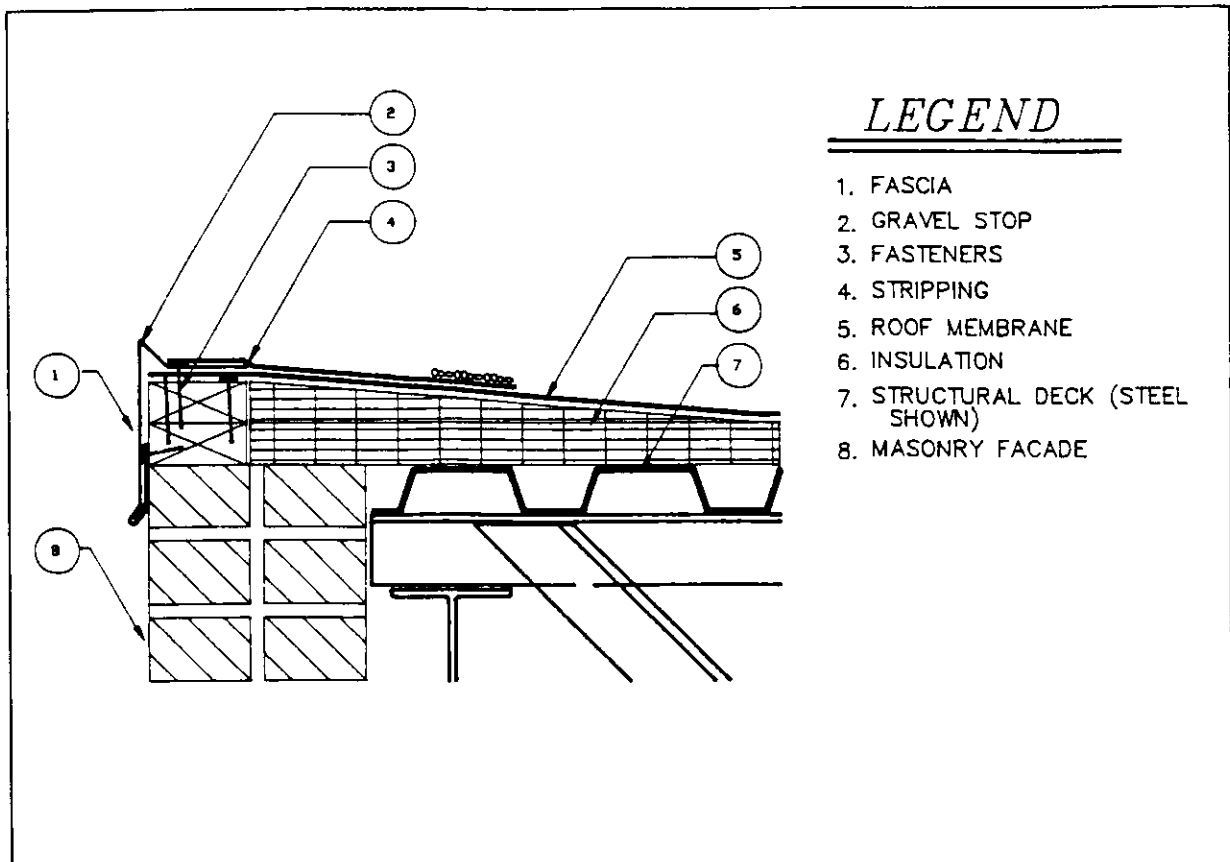 2
3
4
5
6
7
1
8
LEGEND
1. FASCIA
2. GRAVEL STOP
3. FASTENERS
4. STRIPPING
5. ROOF MEMBRANE
6. INSULATION
7. STRUCTURAL DECK (STEEL
SHOWN)
8. MASONRY FACADE